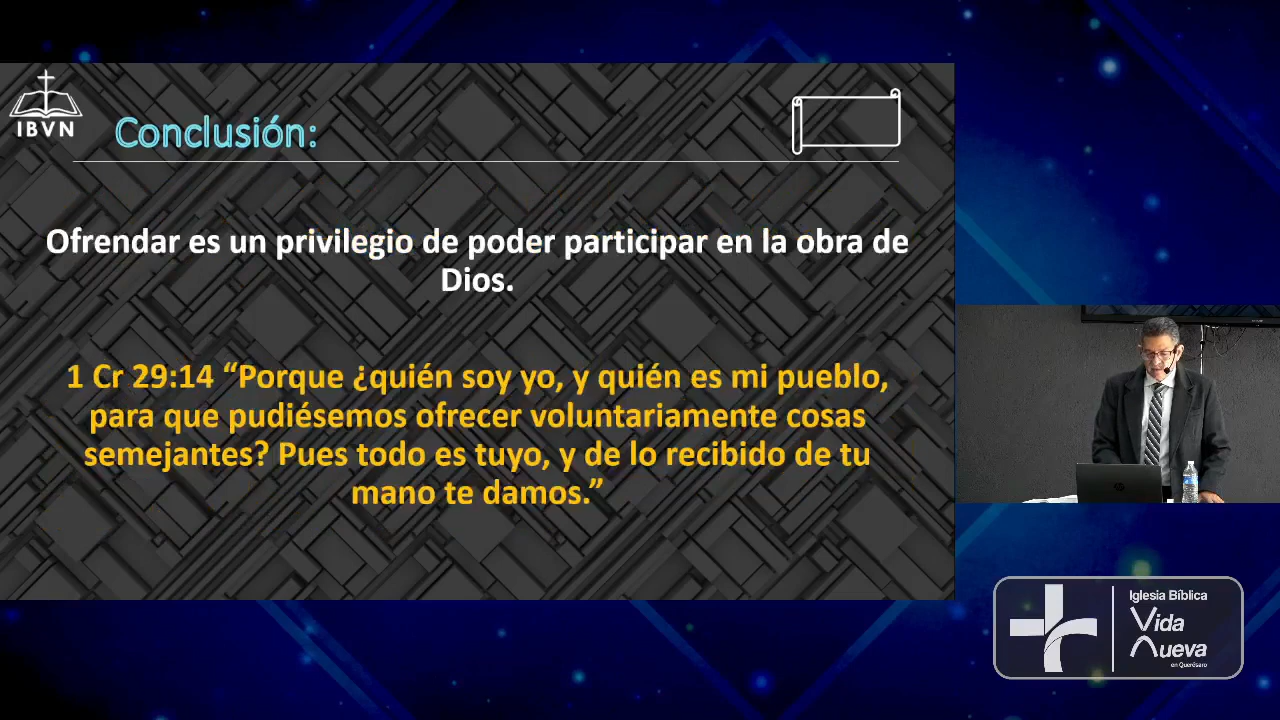 IBVN
Conclusión:
Ofrendar es un privilegio de poder participar en la obra de
Dios.
1 Cr 29:14 “Porque ¿quién soy yo, y quién es mi pueblo,
para que pudiésemos ofrecer voluntariamente cosas
semejantes? Pues todo es tuyo, y de lo recibido de tu
mano te damos.”
Iglesia Bíblica
Vida
Nueva
en Querétaro